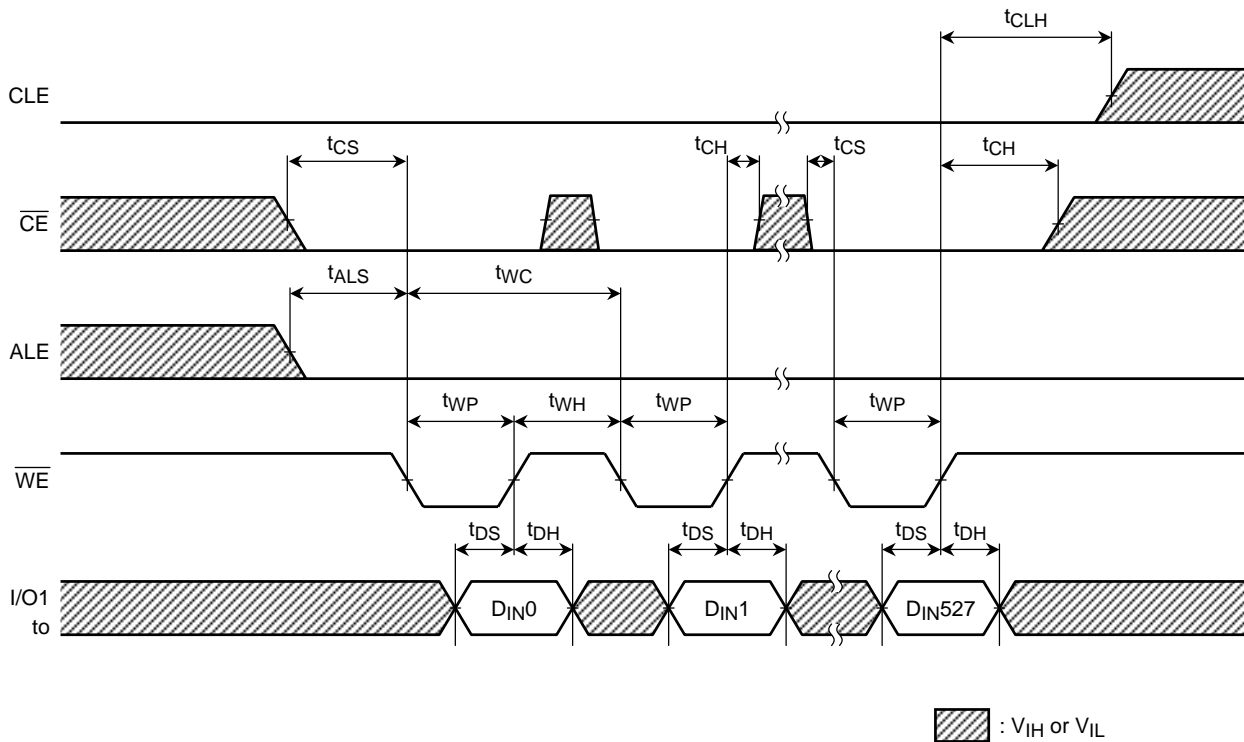 tCLH
CLE
tCS
tCH
tCS
tCH
CE
tALS
tWC
ALE
tWP
tWH
tWP
tWP
WE
tDS
tDH
tDS
tDH
tDS
tDH
I/O1
to
DIN0
DIN1
DIN527
: VIH or VIL